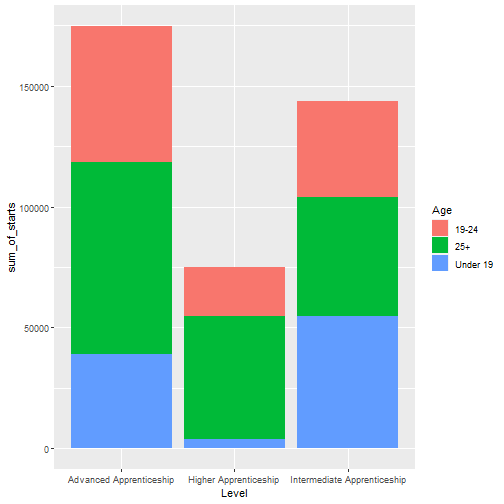 150000
100000
50000
0
sum_of_starts
Advanced Apprenticeship Higher Apprenticeship Intermediate Apprenticeship
Level
Age
19-24
25+
Under 19